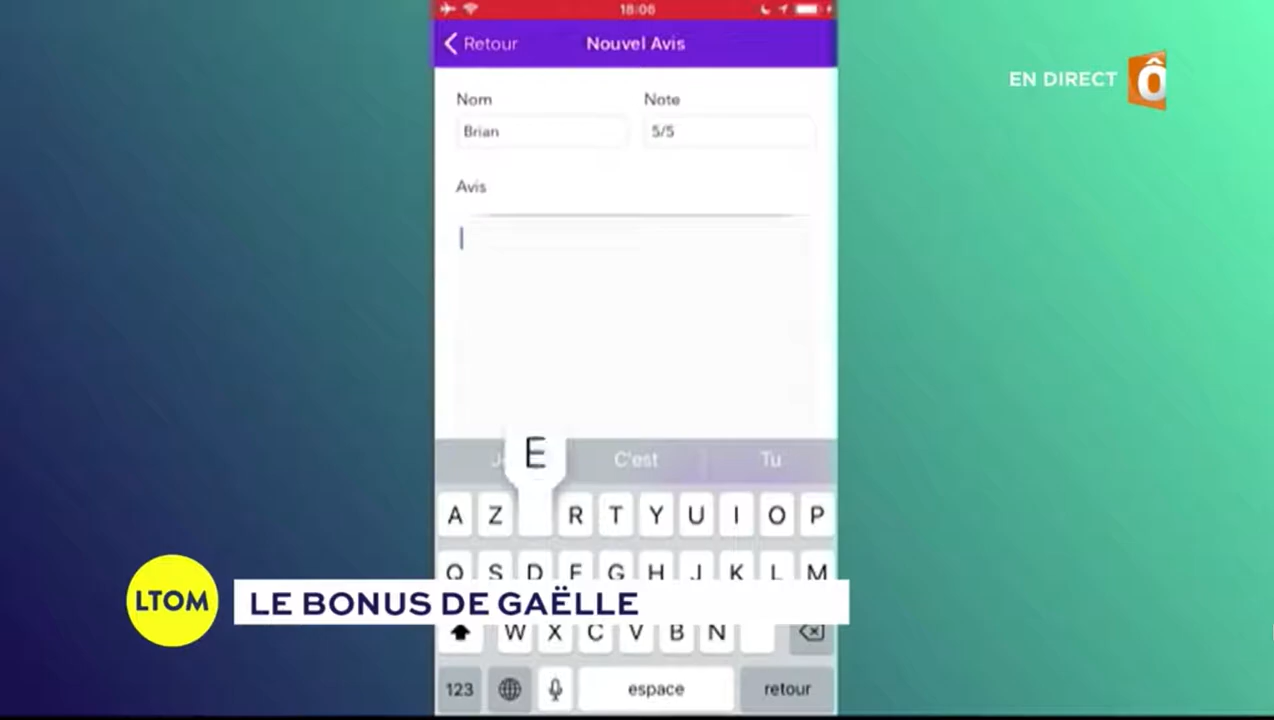 18:06
Retour
Nouvel Avis
EN DIRECT Ô
Nom
Note
Brian
5/5
Avis
E
C'est
Tu
A Z R T Y U I O P
Q S D F G H J K L M
LTOM
LE BONUS DE GAËLLE
W X C V B N
123
espace
retour